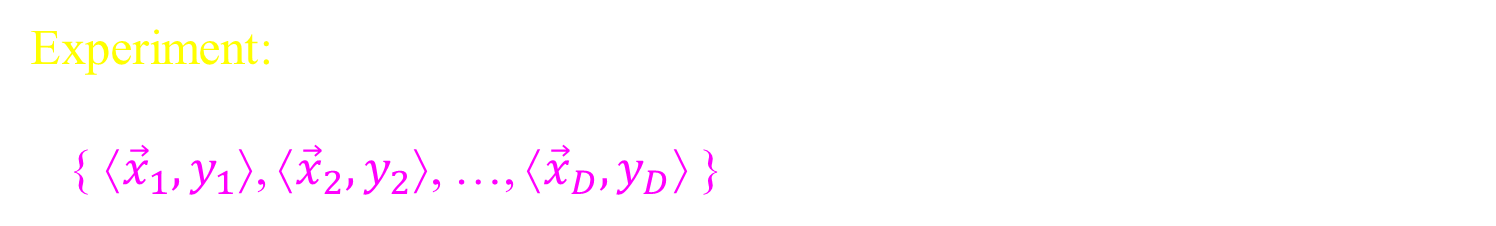 Experiment:
{ ⟨x⃗₁, y₁⟩, ⟨x⃗₂, y₂⟩, …, ⟨x⃗_D, y_D⟩ }